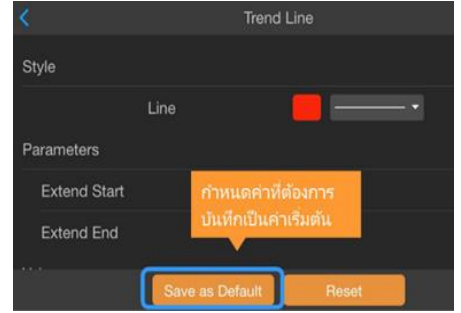 Trend Line
Style
Line
Parameters
Extend Start
กำหนดค่าที่ต้องการ
บันทึกเป็นค่าเริ่มต้น
Extend End
Save as Default
Reset